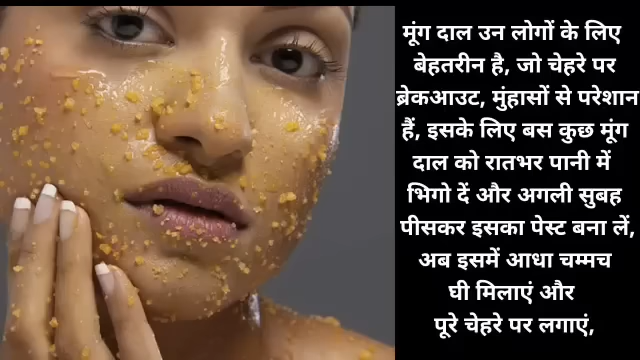 मूंग दाल उन लोगों के लिए
बेहतरीन है, जो चेहरे पर
ब्रेकआउट, मुंहासों से परेशान
हैं, इसके लिए बस कुछ मूंग
दाल को रातभर पानी में
भिगो दें और अगली सुबह
पीसकर इसका पेस्ट बना लें,
अब इसमें आधा चम्मच
घी मिलाएं और
पूरे चेहरे पर लगाएं,